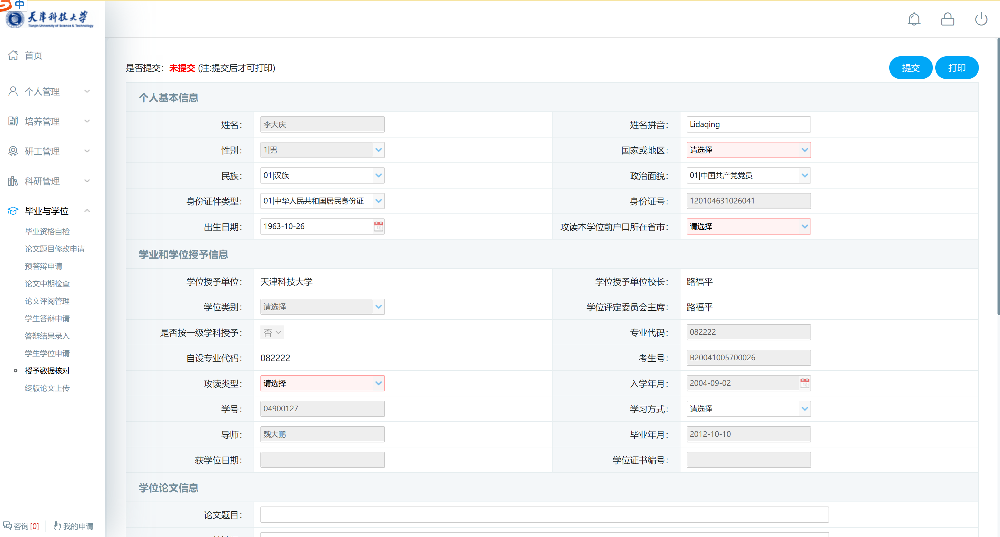 中
天津科技大学
Tianjin University of Science & Technology
首页
个人管理
培养管理
研工管理
科研管理
毕业与学位
毕业资格自检
论文题目修改申请
预答辩申请
论文中期检查
论文评阅管理
学生答辩申请
答辩结果录入
学生学位申请
授予数据核对
终版论文上传
咨询 [0] 我的申请
是否提交：未提交 (注:提交后才可打印) 提交 打印
个人基本信息
姓名： 李大庆 姓名拼音： Lidaqing
性别： 1|男 国家或地区： 请选择
民族： 01|汉族 政治面貌： 01|中国共产党党员
身份证件类型： 01|中华人民共和国居民身份证 身份证号： 120104631026041
出生日期： 1963-10-26 攻读本学位前户口所在省市： 请选择
学业和学位授予信息
学位授予单位： 天津科技大学 学位授予单位校长： 路福平
学位类别： 请选择 学位评定委员会主席： 路福平
是否按一级学科授予： 否 专业代码： 082222
自设专业代码： 082222 考生号： B20041005700026
攻读类型： 请选择 入学年月： 2004-09-02
学号： 04900127 学习方式： 请选择
导师： 魏大鹏 毕业年月： 2012-10-10
获学位日期： 学位证书编号：
学位论文信息
论文题目：